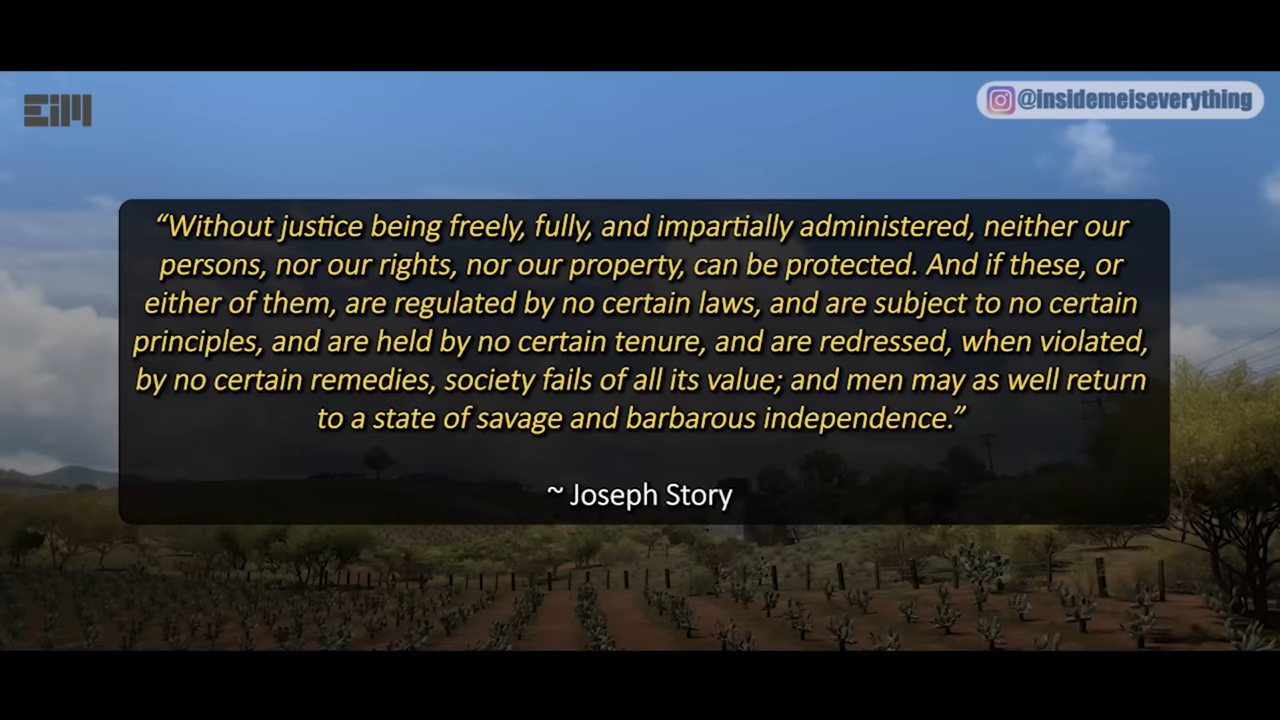 EiM
@insidemeiseverything
“Without justice being freely, fully, and impartially administered, neither our
persons, nor our rights, nor our property, can be protected. And if these, or
either of them, are regulated by no certain laws, and are subject to no certain
principles, and are held by no certain tenure, and are redressed, when violated,
by no certain remedies, society fails of all its value; and men may as well return
to a state of savage and barbarous independence.”
~ Joseph Story